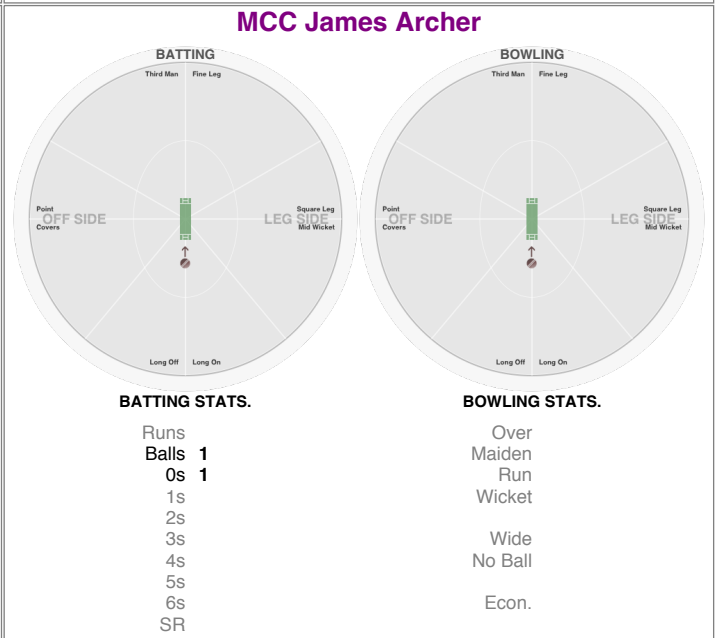 MCC James Archer
BATTING BOWLING
Third Man Fine Leg Third Man Fine Leg
Point Square Leg Point Square Leg
OFF SIDE LEG SIDE OFF SIDE LEG SIDE
Covers Mid Wicket Covers Mid Wicket
Long Off Long On Long Off Long On
BATTING STATS. BOWLING STATS.
Runs Over
Balls 1 Maiden
0s 1 Run
1s Wicket
2s
3s Wide
4s No Ball
5s
6s Econ.
SR